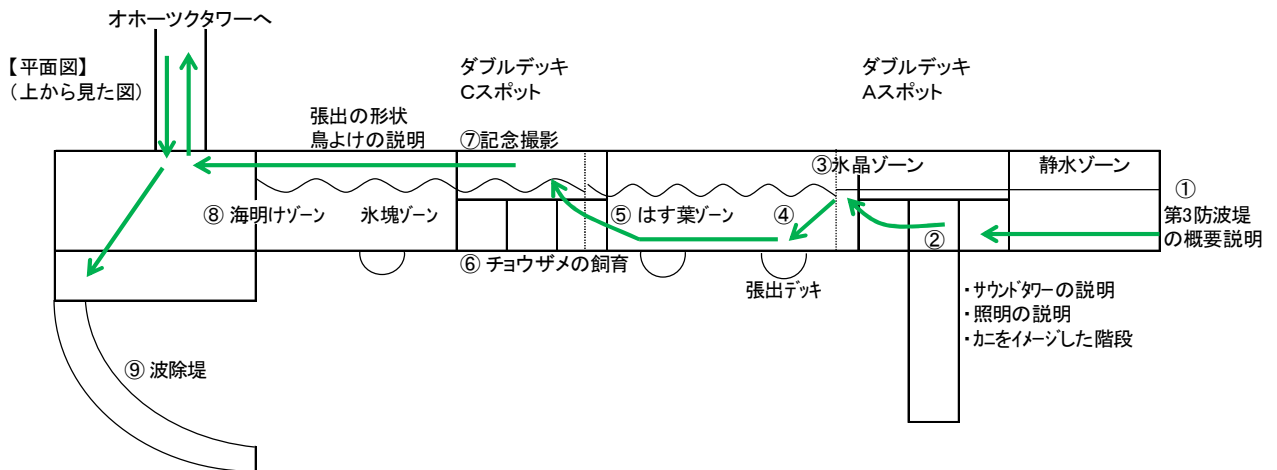 オホーツクタワーへ
【平面図】
(上から見た図)
ダブルデッキ
Cスポット
ダブルデッキ
Aスポット
張出の形状
鳥よけの説明
⑦記念撮影
③氷晶ゾーン
静水ゾーン
①
第3防波堤
の概要説明
⑧ 海明けゾーン
氷塊ゾーン
⑤ はす葉ゾーン
④
②
⑥ チョウザメの飼育
張出デッキ
・サウンドタワーの説明
・照明の説明
・カニをイメージした階段
⑨ 波除堤